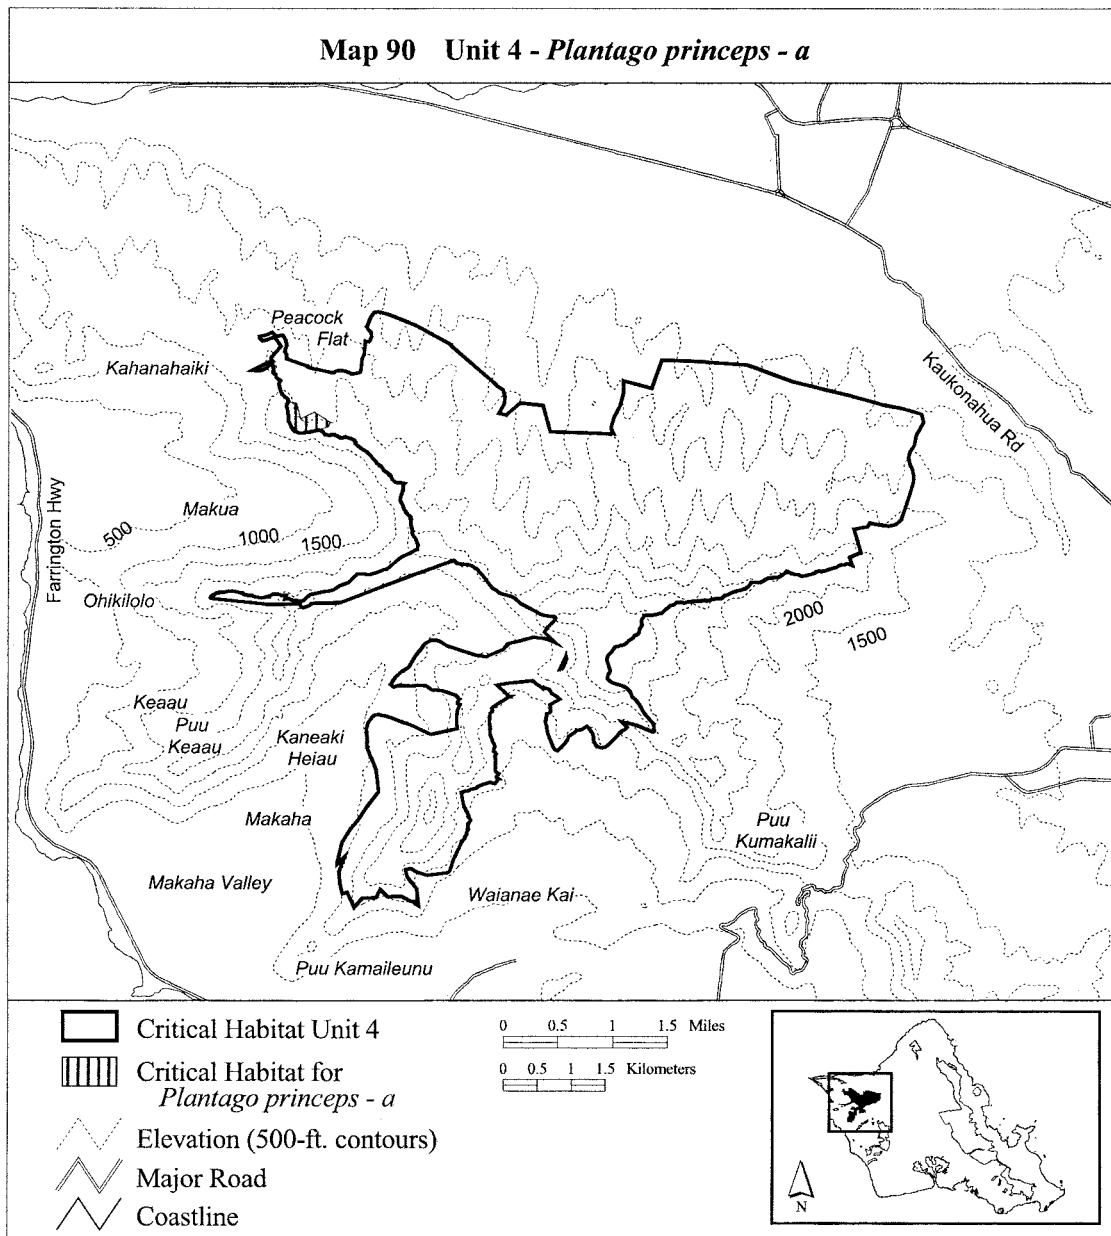 Map 90 Unit 4 - Plantago princeps - a
Peacock
Flat
Kahanahaiki
Kaukonahua Rd
Farrington Hwy
Makua
500
1000
1500
Ohikilolo
2000
1500
Keaau
Puu
Keaau
Kaneaki
Heiau
Makaha
Puu
Kumakalii
Makaha Valley
Waianae Kai
Puu Kamaileunu
Critical Habitat Unit 4
Critical Habitat for
Plantago princeps - a
Elevation (500-ft. contours)
Major Road
Coastline
0 0.5 1 1.5 Miles
0 0.5 1 1.5 Kilometers
N